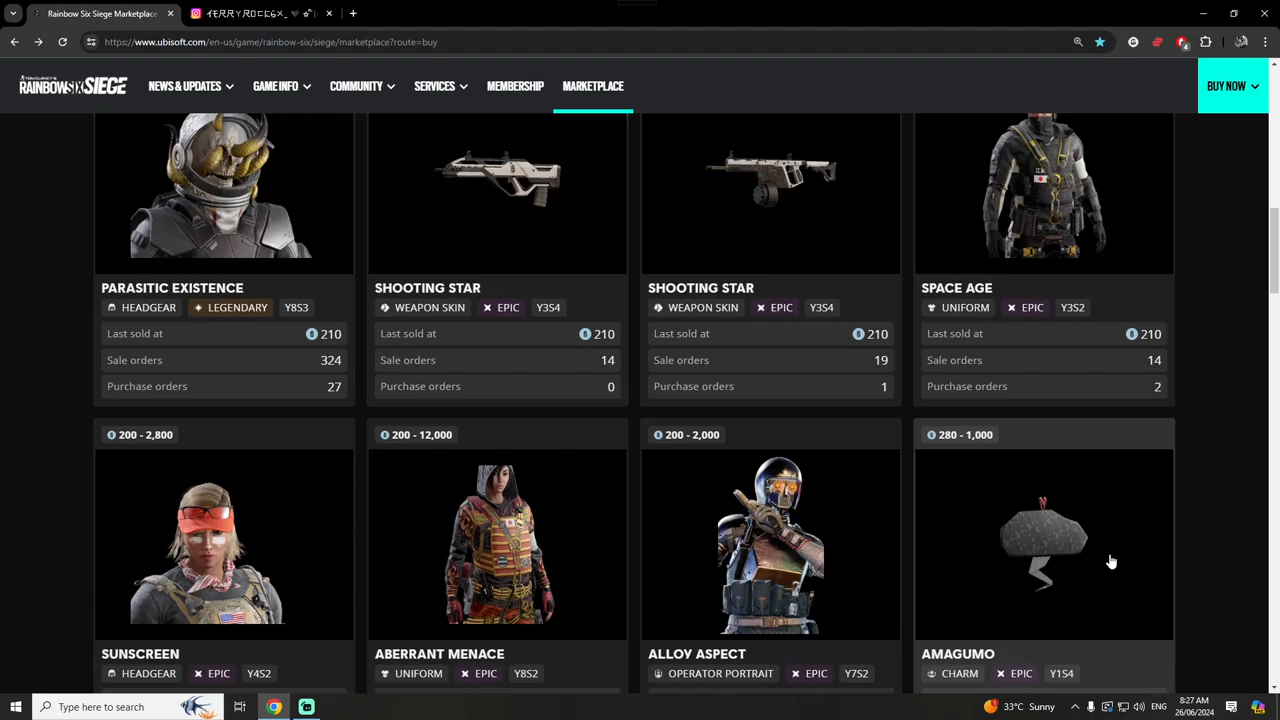 Rainbow Six Siege Marketplace
https://www.ubisoft.com/en-us/game/rainbow-six/siege/marketplace?route=buy
4
TOM CLANCY'S
RAINBOWSIX SIEGE
NEWS & UPDATES
GAME INFO
COMMUNITY
SERVICES
MEMBERSHIP
MARKETPLACE
BUY NOW
PARASITIC EXISTENCE
HEADGEAR LEGENDARY Y8S3
Last sold at 210
Sale orders 324
Purchase orders 27
SHOOTING STAR
WEAPON SKIN EPIC Y3S4
Last sold at 210
Sale orders 14
Purchase orders 0
SHOOTING STAR
WEAPON SKIN EPIC Y3S4
Last sold at 210
Sale orders 19
Purchase orders 1
SPACE AGE
UNIFORM EPIC Y3S2
Last sold at 210
Sale orders 14
Purchase orders 2
200 - 2,800
SUNSCREEN
HEADGEAR EPIC Y4S2
200 - 12,000
ABERRANT MENACE
UNIFORM EPIC Y8S2
200 - 2,000
ALLOY ASPECT
OPERATOR PORTRAIT EPIC Y7S2
280 - 1,000
AMAGUMO
CHARM EPIC Y1S4
Type here to search
33°C Sunny
ENG
8:27 AM
26/06/2024